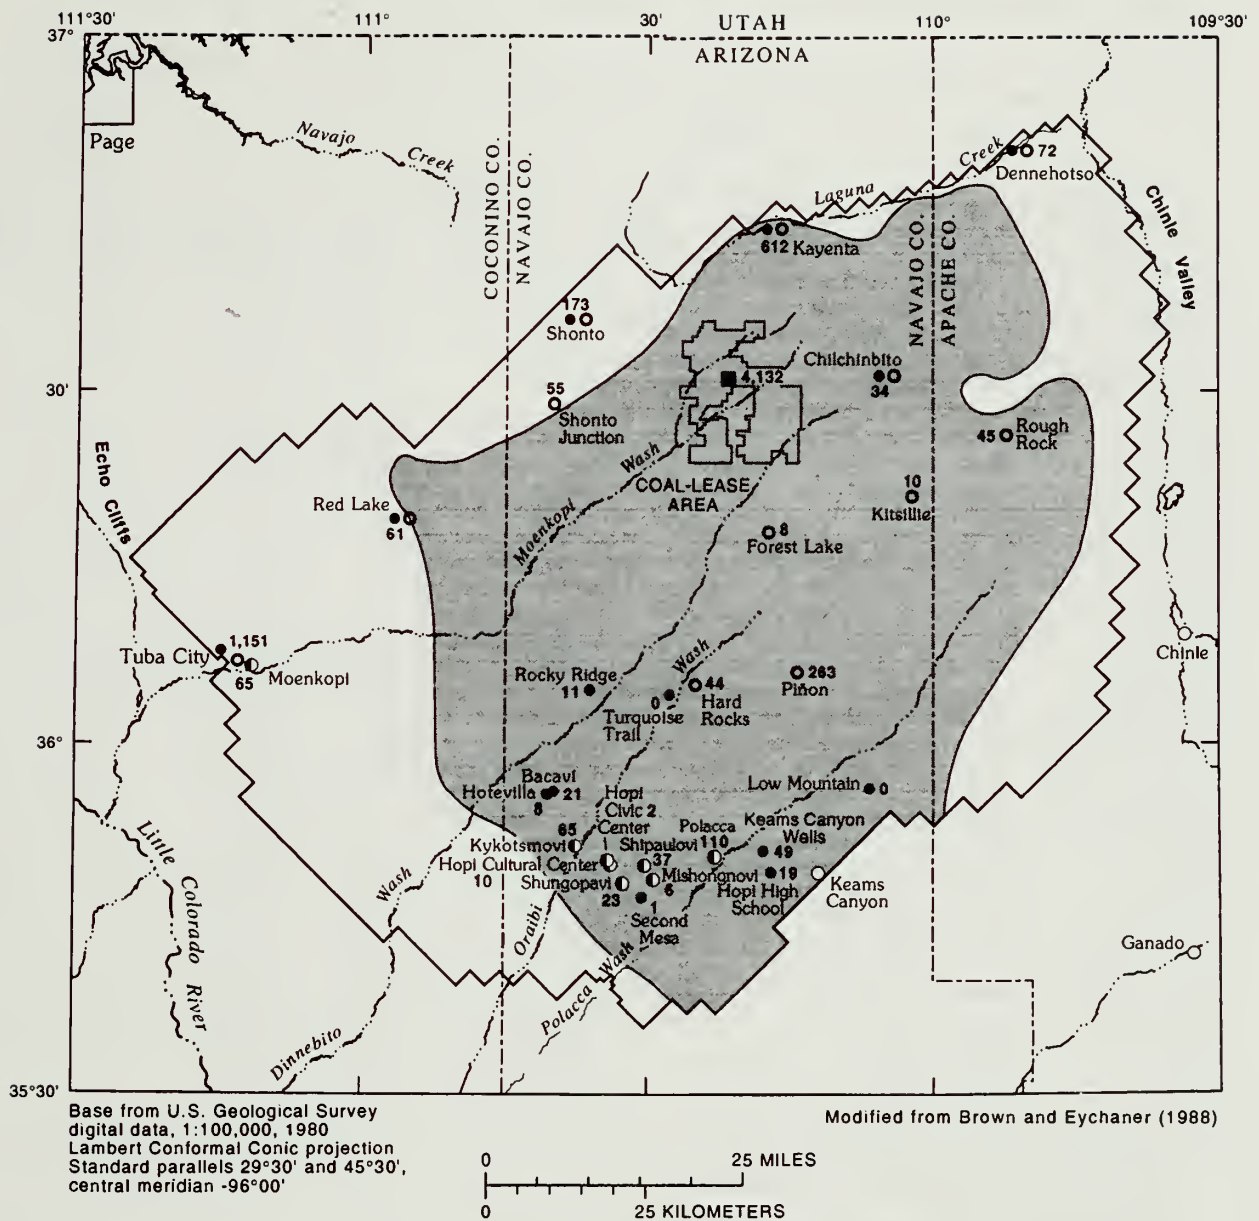 111°30'
111°
30'
UTAH
110°
109°30'
37°
ARIZONA
Page
Navajo
Creek
COCONINO CO.
NAVAJO CO.
Laguna
Creek
72
Dennehotso
Chinle Valley
612 Kayenta
NAVAJO CO.
APACHE CO.
173
Shonto
Chilchinbito
34
4,132
30'
55
Shonto
Junction
45
Rough
Rock
Echo Cliffs
Wash
COAL-LEASE
AREA
10
Kitsillie
Red Lake
61
Moenkopi
8
Forest Lake
1,151
Tuba City
65
Moenkopi
Chinle
Rocky Ridge
11
Wash
44
Hard
Rocks
0
Turquoise
Trail
263
Piñon
36°
Bacavi
Hotevilla
21
8
Hopi
Civic 2
Center
Low Mountain
0
Little Colorado River
65
Kykotsmovi
1
Shipaulovi
Polacca
110
Keams Canyon
Wells
49
Hopi Cultural Center
37
Mishongnovi
19
10
Shungopavi
23
6
Hopi High
School
Keams
Canyon
1
Second
Mesa
Wash
Oraibi
Wash
Polacca
Ganado
Dinnebito
35°30'
Base from U.S. Geological Survey
digital data, 1:100,000, 1980
Lambert Conformal Conic projection
Standard parallels 29°30' and 45°30',
central meridian -96°00'
Modified from Brown and Eychaner (1988)
0
25 MILES
0
25 KILOMETERS